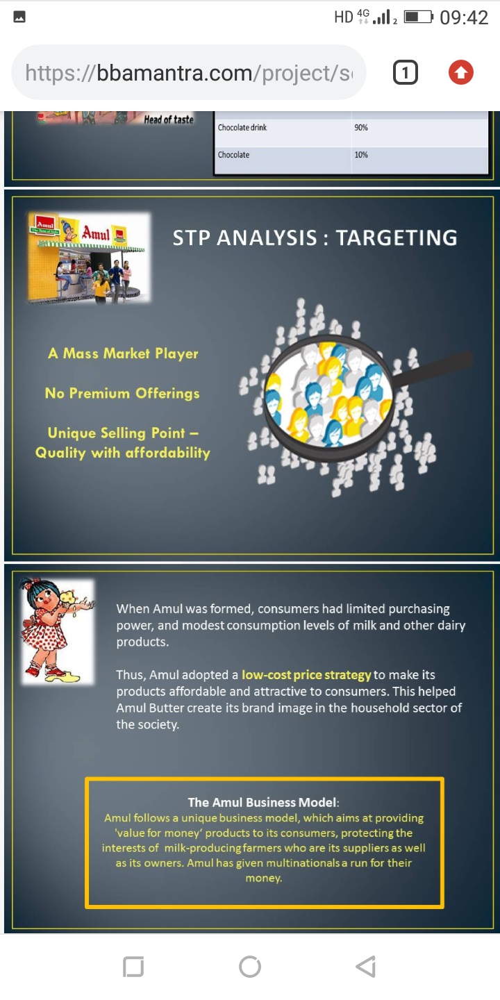 HD 4G 2 09:42
https://bbamantra.com/project/s
1
Head of taste
Chocolate drink 90%
Chocolate 10%
Amul
The Taste of India
Amul
STP ANALYSIS : TARGETING
A Mass Market Player
No Premium Offerings
Unique Selling Point –
Quality with affordability
When Amul was formed, consumers had limited purchasing
power, and modest consumption levels of milk and other dairy
products.
Thus, Amul adopted a low-cost price strategy to make its
products affordable and attractive to consumers. This helped
Amul Butter create its brand image in the household sector of
the society.
The Amul Business Model:
Amul follows a unique business model, which aims at providing
'value for money’ products to its consumers, protecting the
interests of milk-producing farmers who are its suppliers as well
as its owners. Amul has given multinationals a run for their
money.